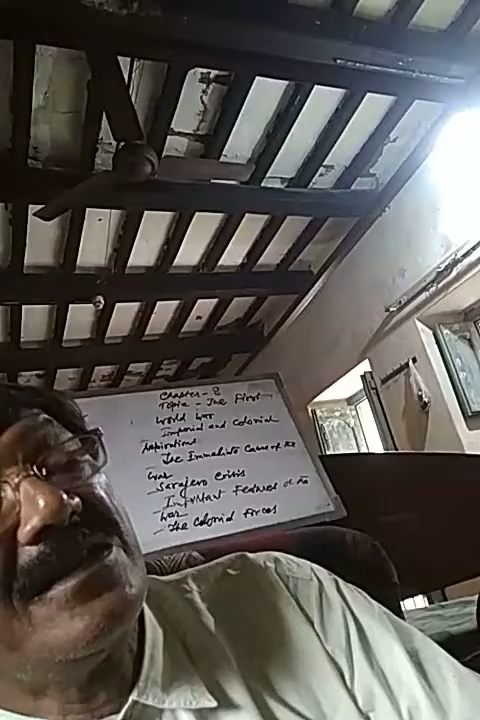 Chapter - 8
Topic - The First
World War
Imperial and Colonial
Aspirations
- The Immediate Cause of the
War
- Sarajevo Crisis
- Important Features of the
War
- The Colonial Forces